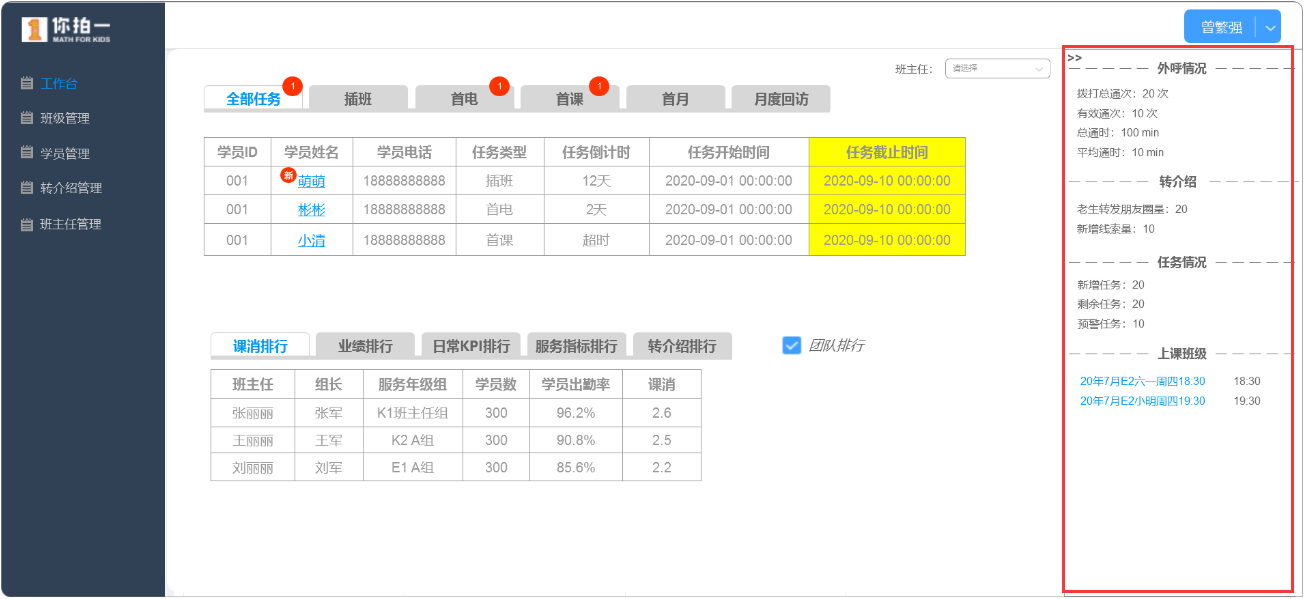 你拍一
MATH FOR KIDS
曾繁强
工作台
班级管理
学员管理
转介绍管理
班主任管理
班主任： 请选择
全部任务 1 插班 首电 1 首课 1 首月 月度回访
学员ID 学员姓名 学员电话 任务类型 任务倒计时 任务开始时间 任务截止时间
001 新 萌萌 18888888888 插班 12天 2020-09-01 00:00:00 2020-09-10 00:00:00
001 彬彬 18888888888 首电 2天 2020-09-01 00:00:00 2020-09-10 00:00:00
001 小清 18888888888 首课 超时 2020-09-01 00:00:00 2020-09-10 00:00:00
课消排行 业绩排行 日常KPI排行 服务指标排行 转介绍排行 团队排行
班主任 组长 服务年级组 学员数 学员出勤率 课消
张丽丽 张军 K1班主任组 300 96.2% 2.6
王丽丽 王军 K2 A组 300 90.8% 2.5
刘丽丽 刘军 E1 A组 300 85.6% 2.2
>>
外呼情况
拨打总通次：20 次
有效通次：10 次
总通时：100 min
平均通时：10 min
转介绍
老生转发朋友圈量：20
新增线索量：10
任务情况
新增任务：20
剩余任务：20
预警任务：10
上课班级
20年7月E2六一周四18:30 18:30
20年7月E2小明周四19:30 19:30